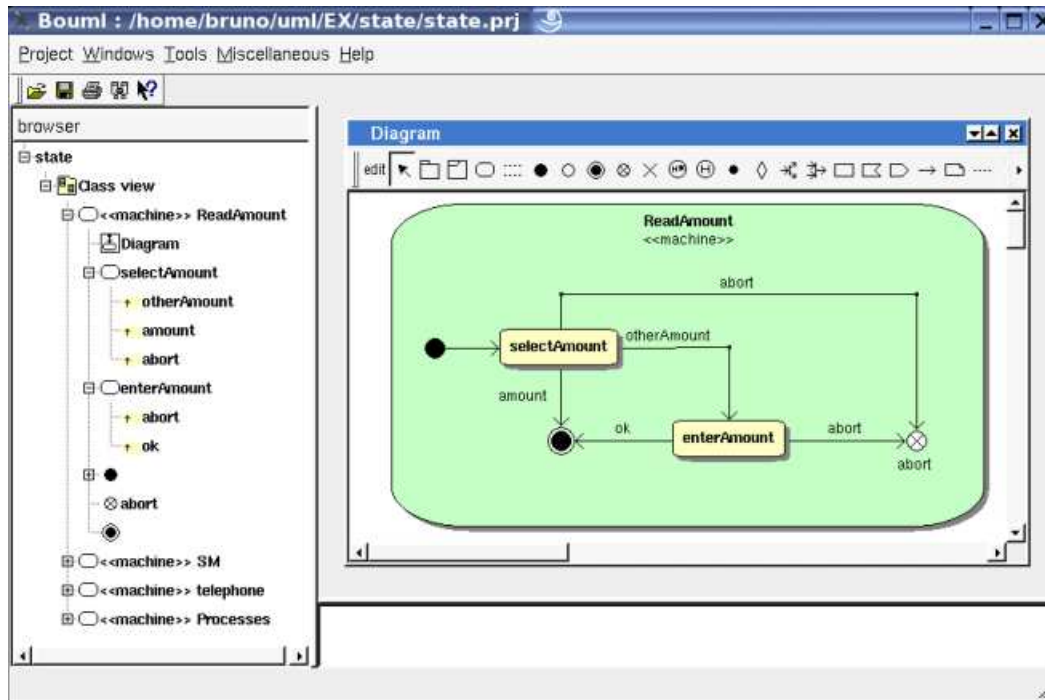 Bouml : /home/bruno/uml/EX/state/state.prj
Project Windows Tools Miscellaneous Help
browser
state
Class view
<<machine>> ReadAmount
Diagram
selectAmount
otherAmount
amount
abort
enterAmount
abort
ok
abort
<<machine>> SM
<<machine>> telephone
<<machine>> Processes
Diagram
edit
ReadAmount
<<machine>>
abort
selectAmount
otherAmount
amount
ok
enterAmount
abort
abort